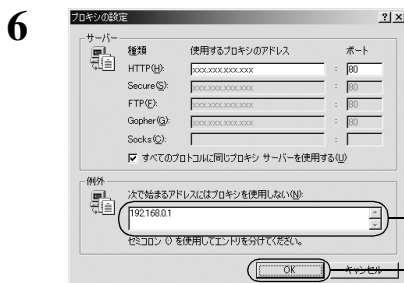 6
プロキシの設定 ? ×
サーバー
種類 使用するプロキシのアドレス ポート
HTTP(H): xxx.xxx.xxx.xxx : 80
Secure(S): xxx.xxx.xxx.xxx : 80
FTP(F): xxx.xxx.xxx.xxx : 80
Gopher(G): xxx.xxx.xxx.xxx : 80
Socks(C): :
すべてのプロトコルに同じプロキシ サーバーを使用する(U)
例外
次で始まるアドレスにはプロキシを使用しない(N):
192.168.0.1
セミコロン (;) を使用してエントリを分けてください。
OK キャンセル